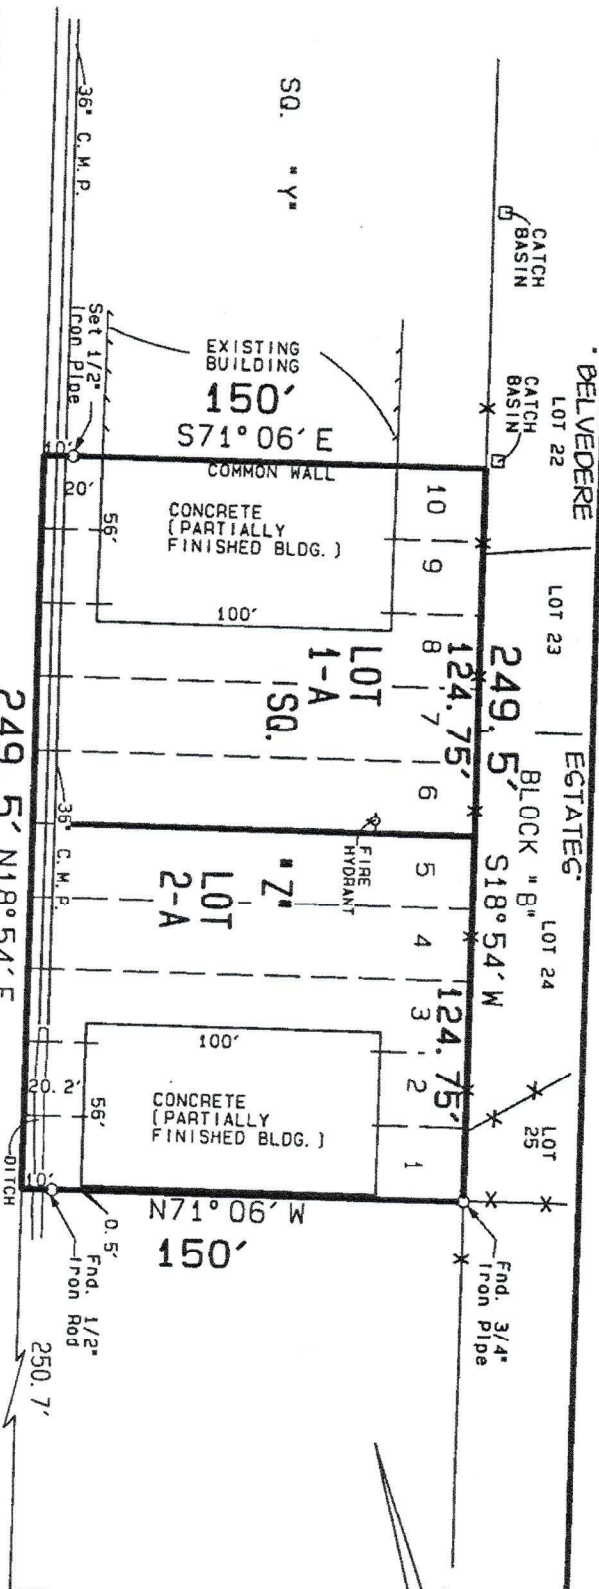 "BELVEDERE
ESTATES"
LOT 22
LOT 23
LOT 24
LOT
25
BLOCK "B"
CATCH
BASIN
CATCH
BASIN
249.5'
S18°54'W
124.75'
124.75'
SQ. "Y"
EXISTING
BUILDING
150'
S71°06'E
COMMON WALL
CONCRETE
(PARTIALLY
FINISHED BLDG.)
100'
56'
20'
10'
Set 1/2"
Iron Pipe
36" C.M.P.
10
9
8
7
6
5
4
3
2
1
LOT
1-A
SQ.
"Z"
LOT
2-A
FIRE
HYDRANT
36" C.M.P.
100'
CONCRETE
(PARTIALLY
FINISHED BLDG.)
56'
20.2'
10'
DITCH
0.5'
N71°06'W
150'
Fnd. 3/4"
Iron Pipe
Fnd. 1/2"
Iron Rod
250.7'
249.5' N18°54'E